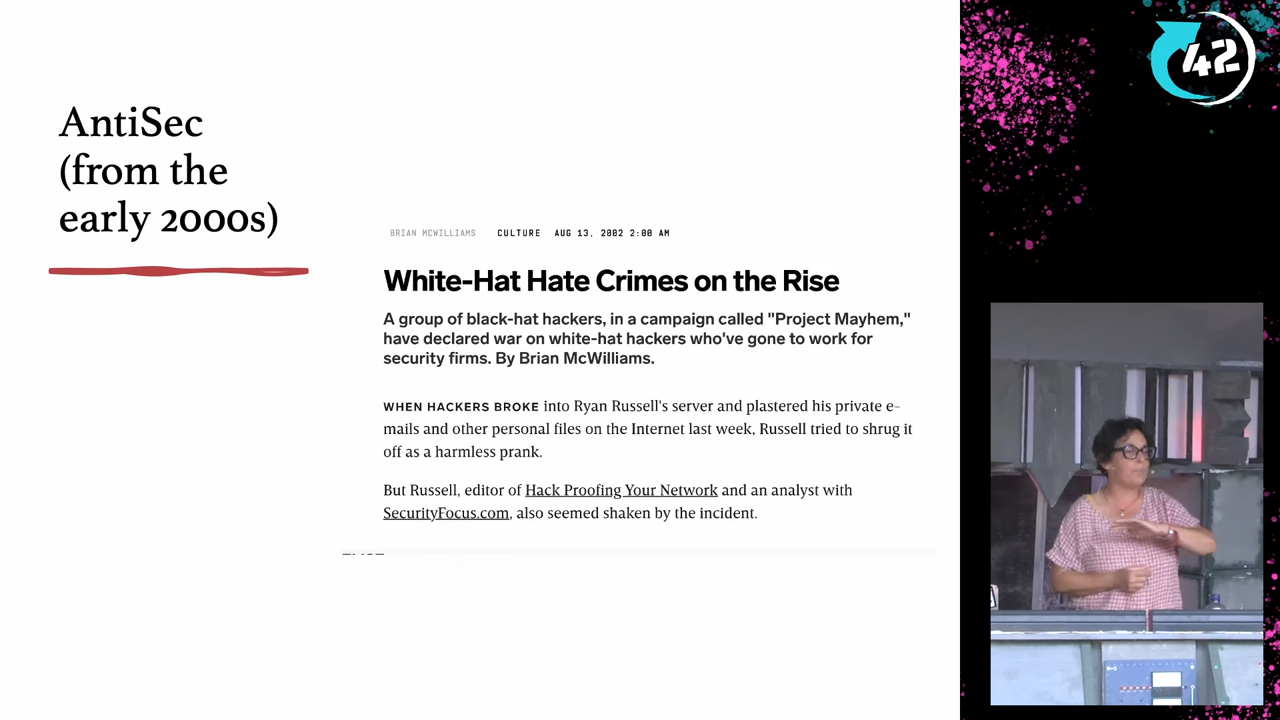 AntiSec
(from the
early 2000s)
BRIAN MCWILLIAMS CULTURE AUG 13, 2002 2:00 AM
White-Hat Hate Crimes on the Rise
A group of black-hat hackers, in a campaign called "Project Mayhem,"
have declared war on white-hat hackers who've gone to work for
security firms. By Brian McWilliams.
WHEN HACKERS BROKE into Ryan Russell's server and plastered his private e-
mails and other personal files on the Internet last week, Russell tried to shrug it
off as a harmless prank.
But Russell, editor of Hack Proofing Your Network and an analyst with
SecurityFocus.com, also seemed shaken by the incident.
42